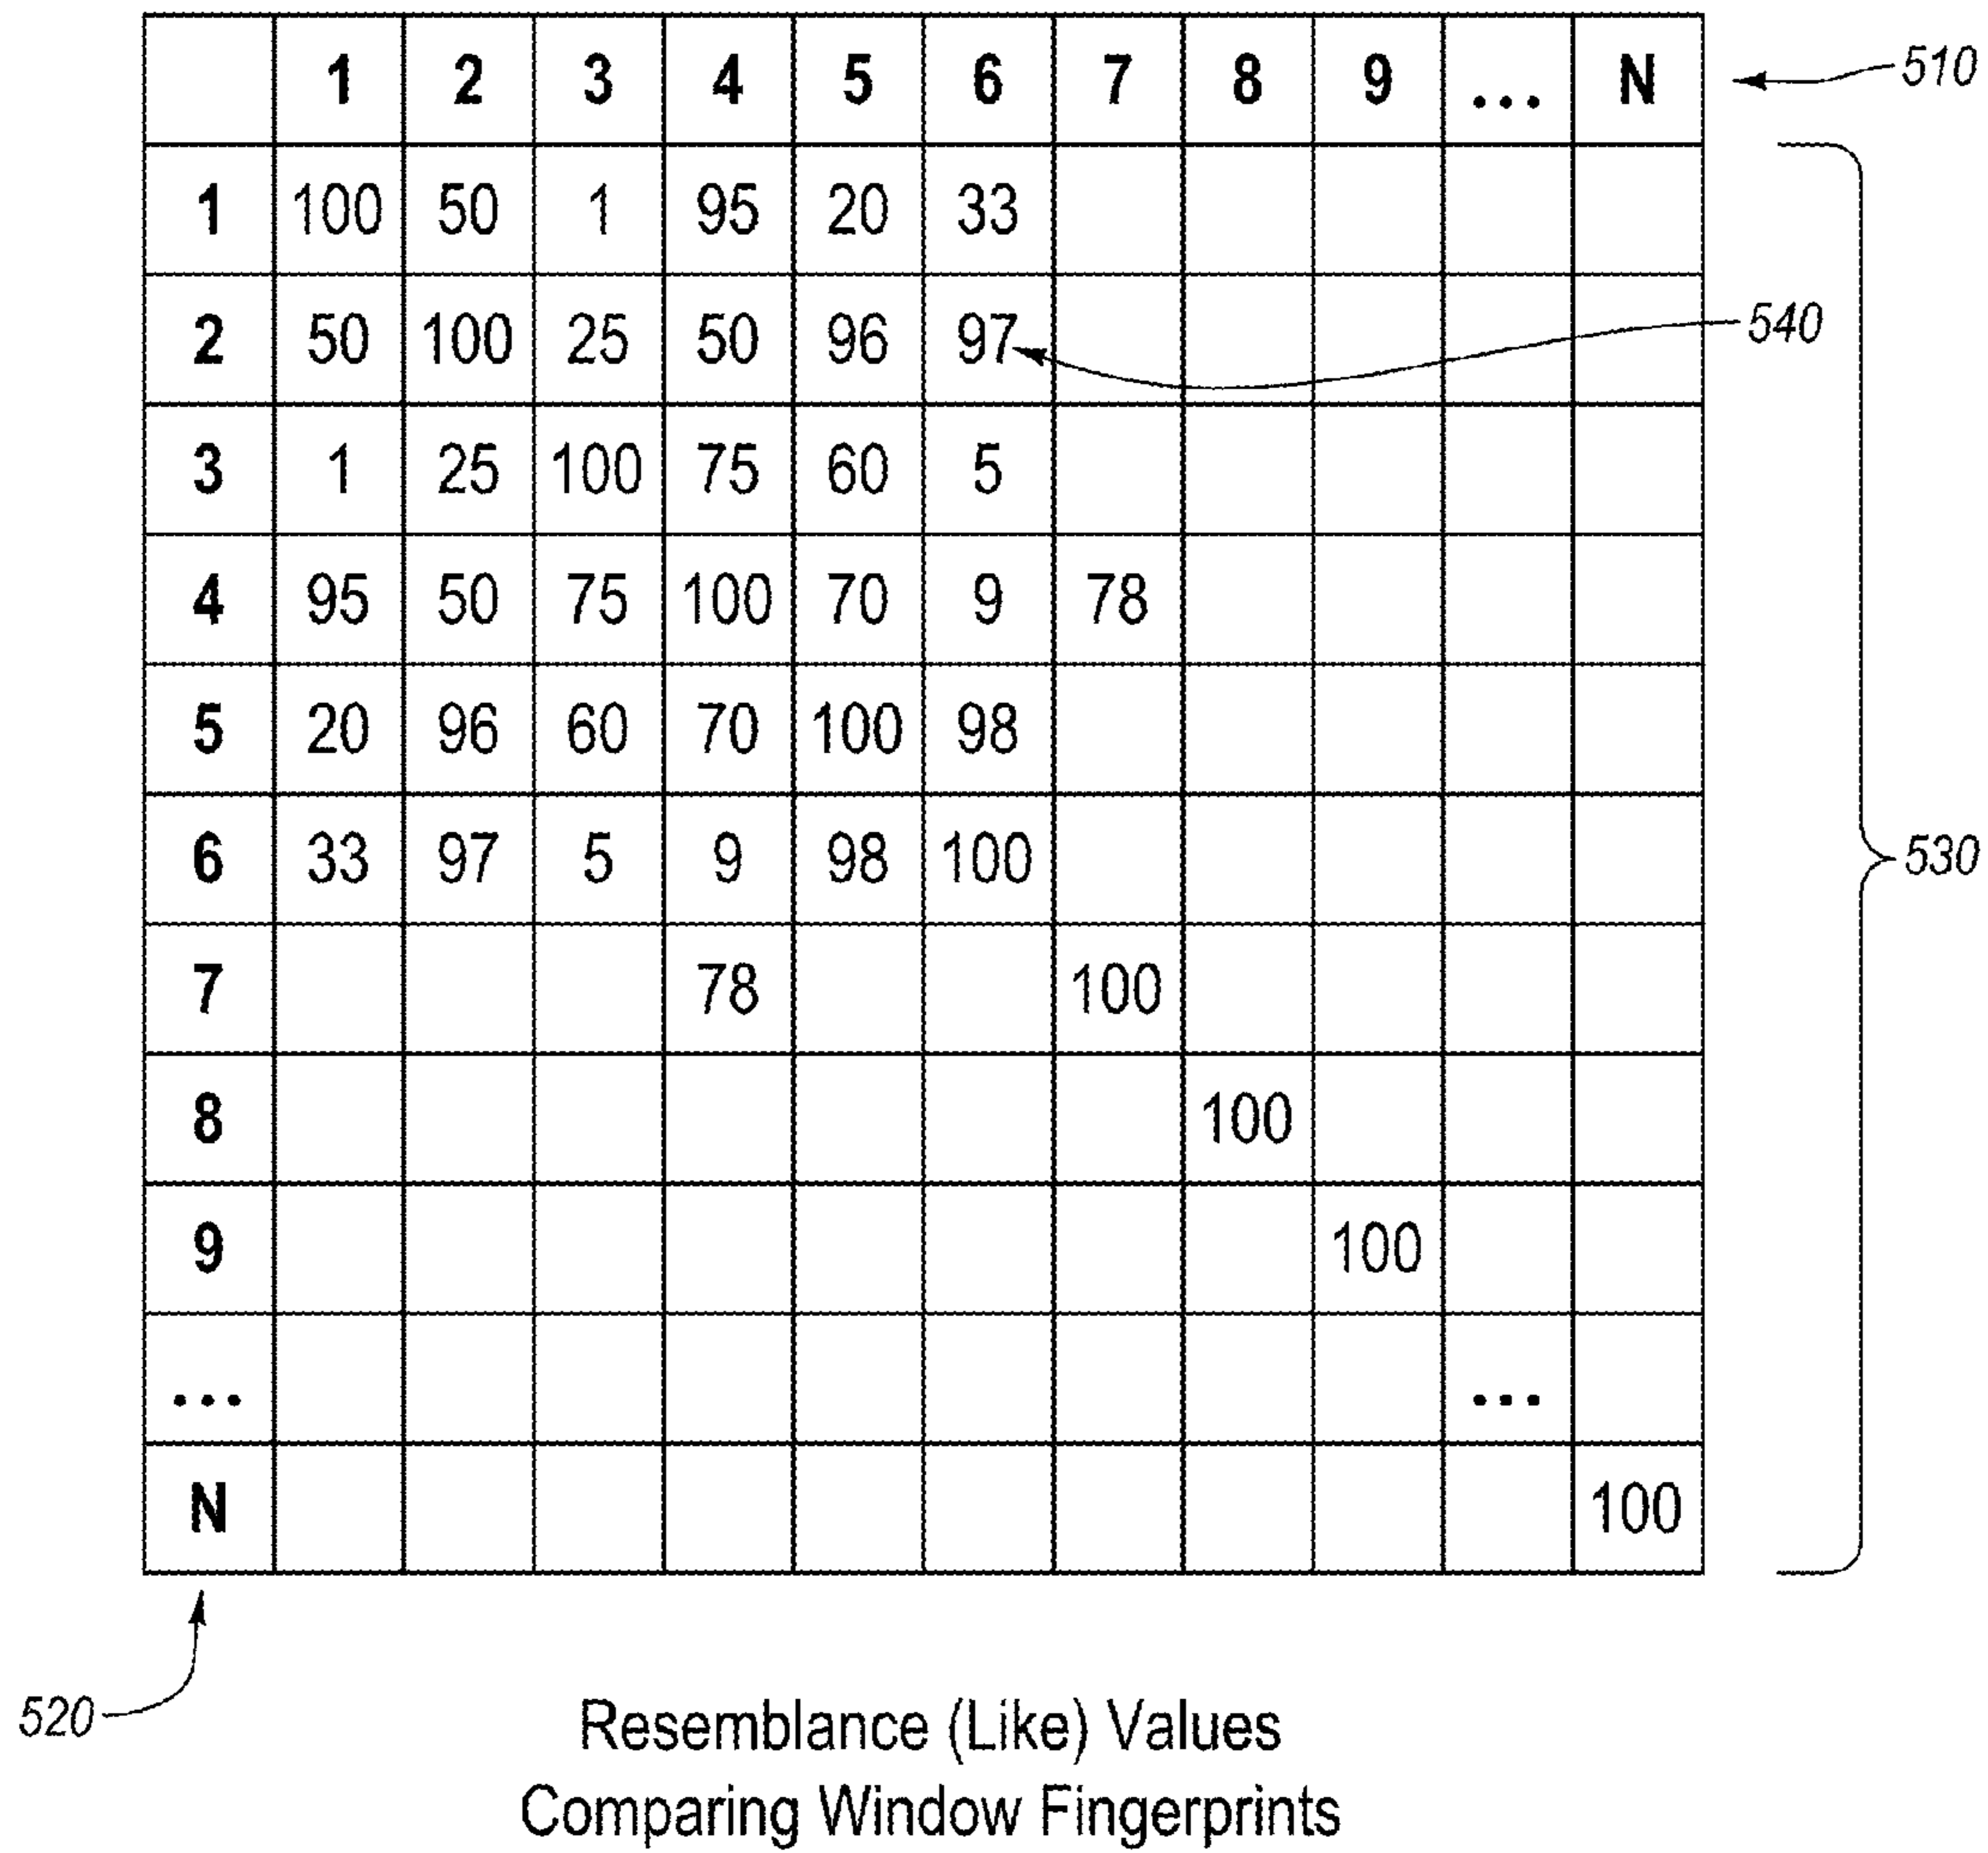 1 2 3 4 5 6 7 8 9 ... N 510
1 100 50 1 95 20 33
2 50 100 25 50 96 97 540
3 1 25 100 75 60 5
4 95 50 75 100 70 9 78
5 20 96 60 70 100 98
6 33 97 5 9 98 100 530
7 78 100
8 100
9 100
... ...
N 100
520
Resemblance (Like) Values
Comparing Window Fingerprints